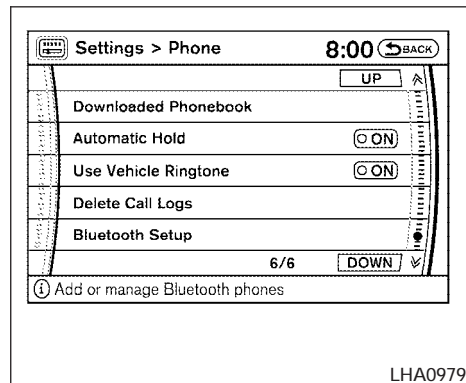 Settings > Phone 8:00 BACK
UP
Downloaded Phonebook
Automatic Hold ON
Use Vehicle Ringtone ON
Delete Call Logs
Bluetooth Setup
6/6 DOWN
i Add or manage Bluetooth phones
LHA0979